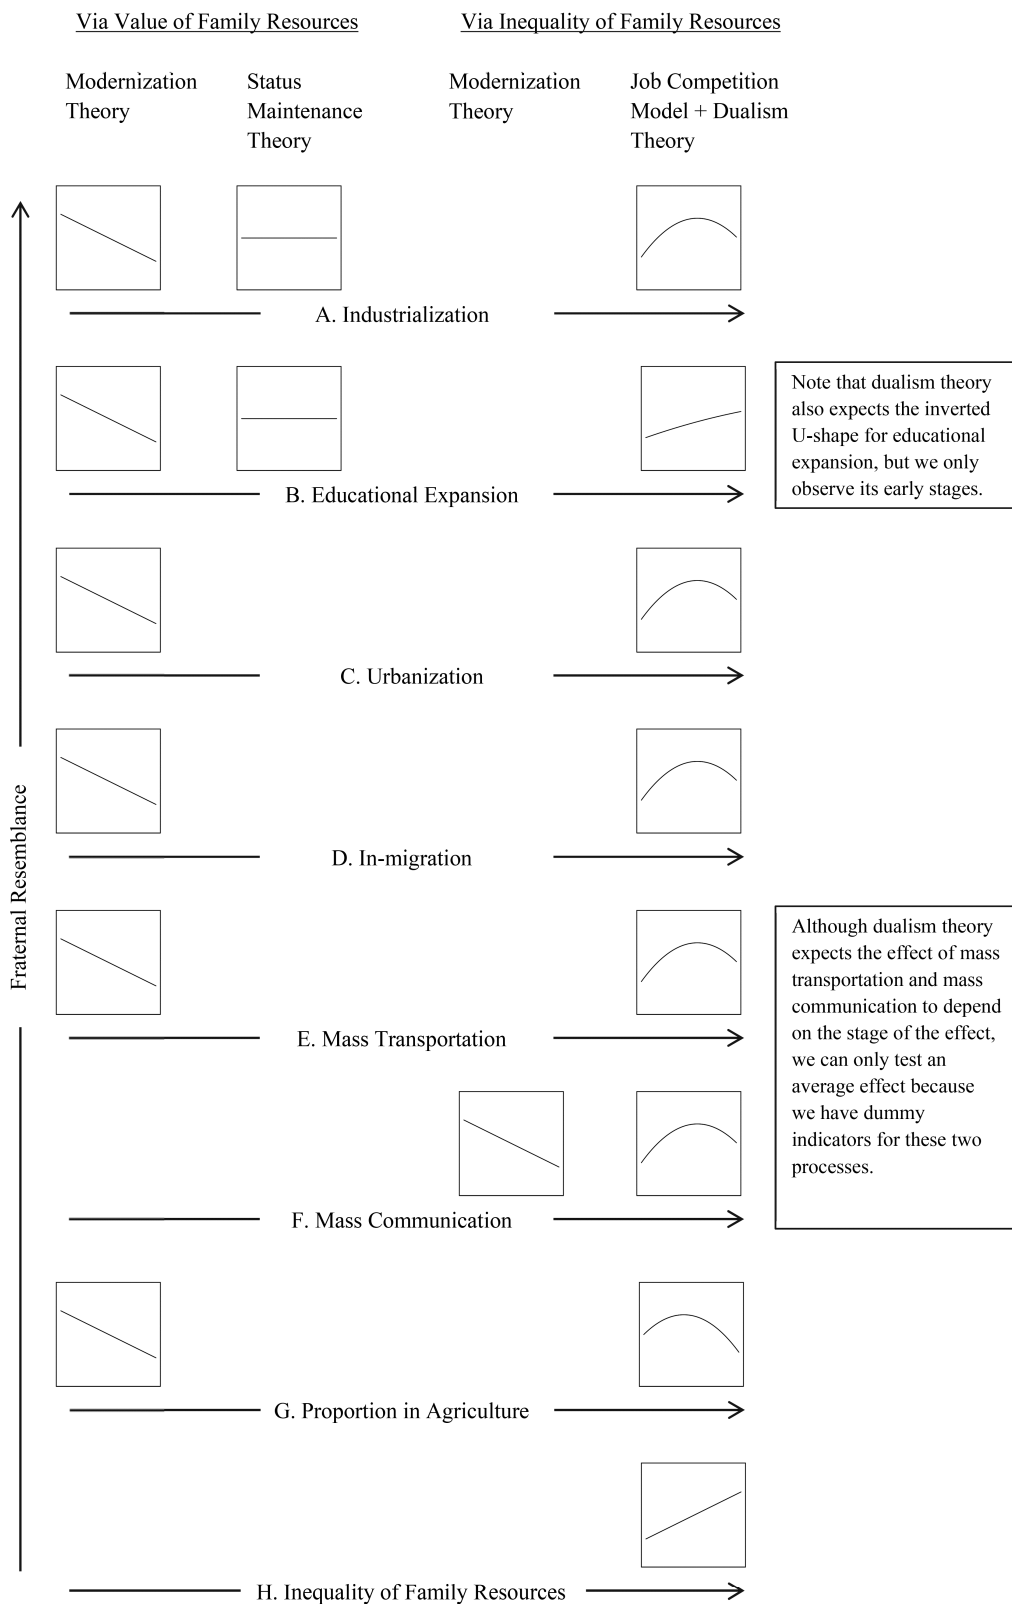 Via Value of Family Resources
Via Inequality of Family Resources
Modernization
Theory
Status
Maintenance
Theory
Modernization
Theory
Job Competition
Model + Dualism
Theory
Fraternal Resemblance
A. Industrialization
B. Educational Expansion
Note that dualism theory
also expects the inverted
U-shape for educational
expansion, but we only
observe its early stages.
C. Urbanization
D. In-migration
E. Mass Transportation
Although dualism theory
expects the effect of mass
transportation and mass
communication to depend
on the stage of the effect,
we can only test an
average effect because
we have dummy
indicators for these two
processes.
F. Mass Communication
G. Proportion in Agriculture
H. Inequality of Family Resources